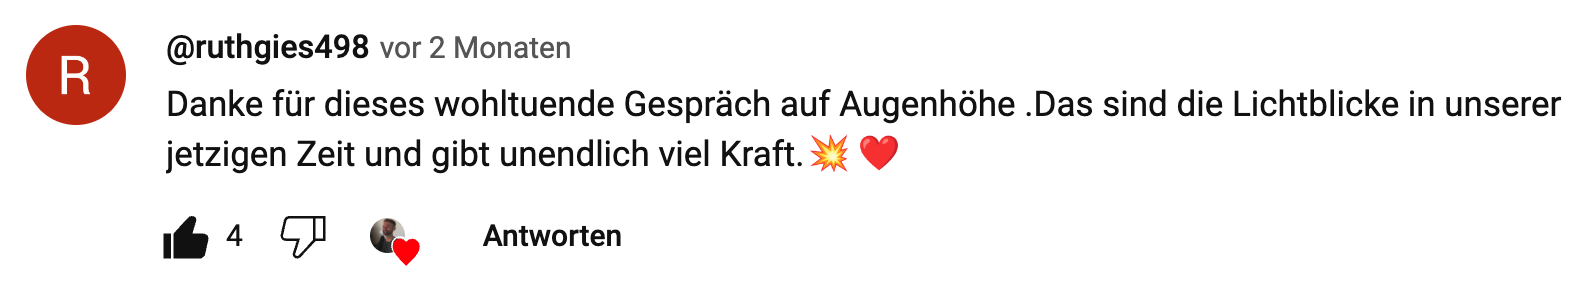 R
@ruthgies498 vor 2 Monaten
Danke für dieses wohltuende Gespräch auf Augenhöhe .Das sind die Lichtblicke in unserer
jetzigen Zeit und gibt unendlich viel Kraft.💥 ❤️
4 Antworten